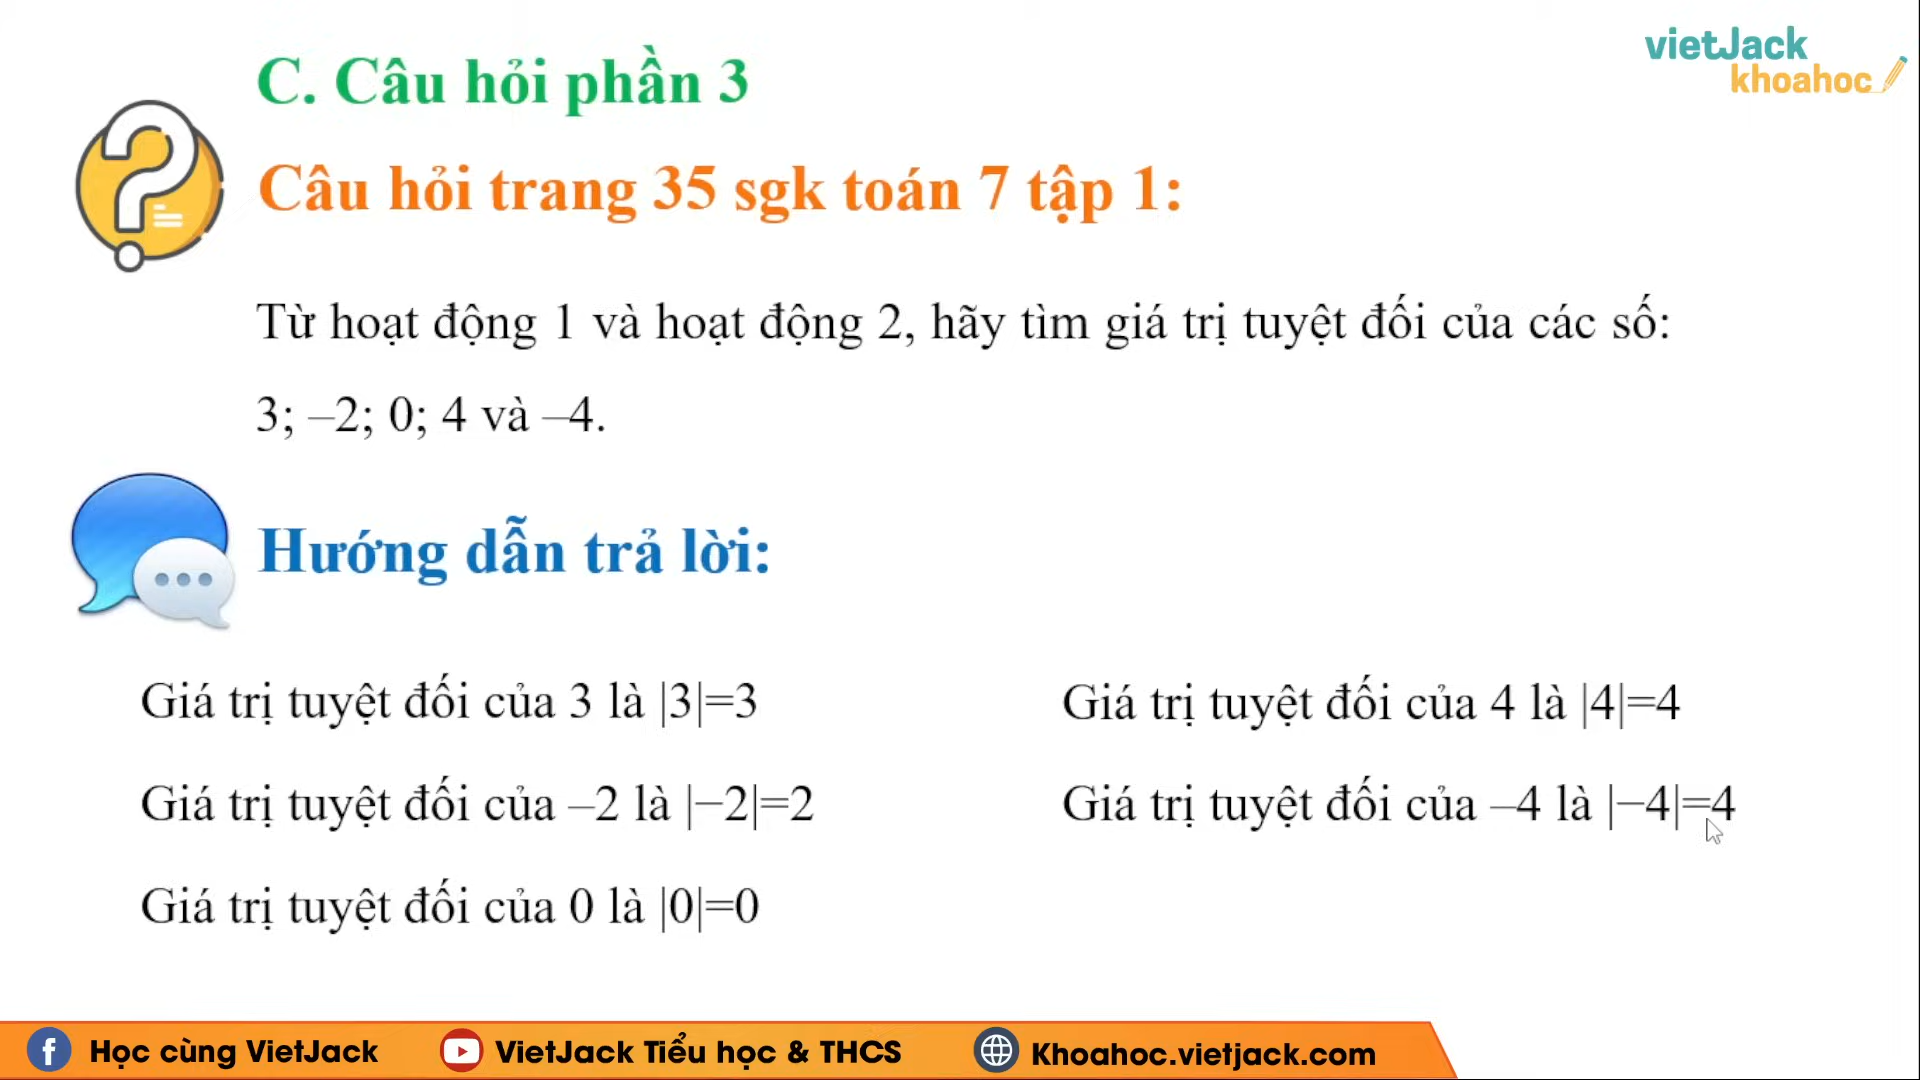 vietJack
khoahoc
C. Câu hỏi phần 3
Câu hỏi trang 35 sgk toán 7 tập 1:
Từ hoạt động 1 và hoạt động 2, hãy tìm giá trị tuyệt đối của các số:
3; –2; 0; 4 và –4.
Hướng dẫn trả lời:
Giá trị tuyệt đối của 3 là |3|=3
Giá trị tuyệt đối của –2 là |−2|=2
Giá trị tuyệt đối của 0 là |0|=0
Giá trị tuyệt đối của 4 là |4|=4
Giá trị tuyệt đối của –4 là |−4|=4
Học cùng VietJack
VietJack Tiểu học & THCS
Khoahoc.vietjack.com